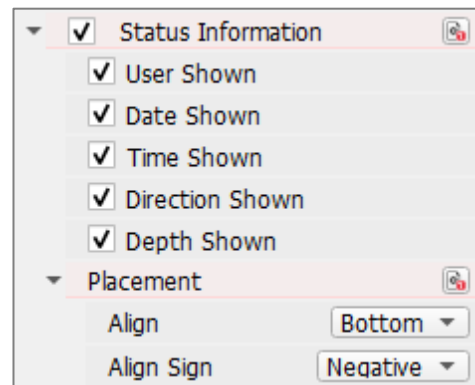 Status Information
User Shown
Date Shown
Time Shown
Direction Shown
Depth Shown
Placement
Align Bottom
Align Sign Negative